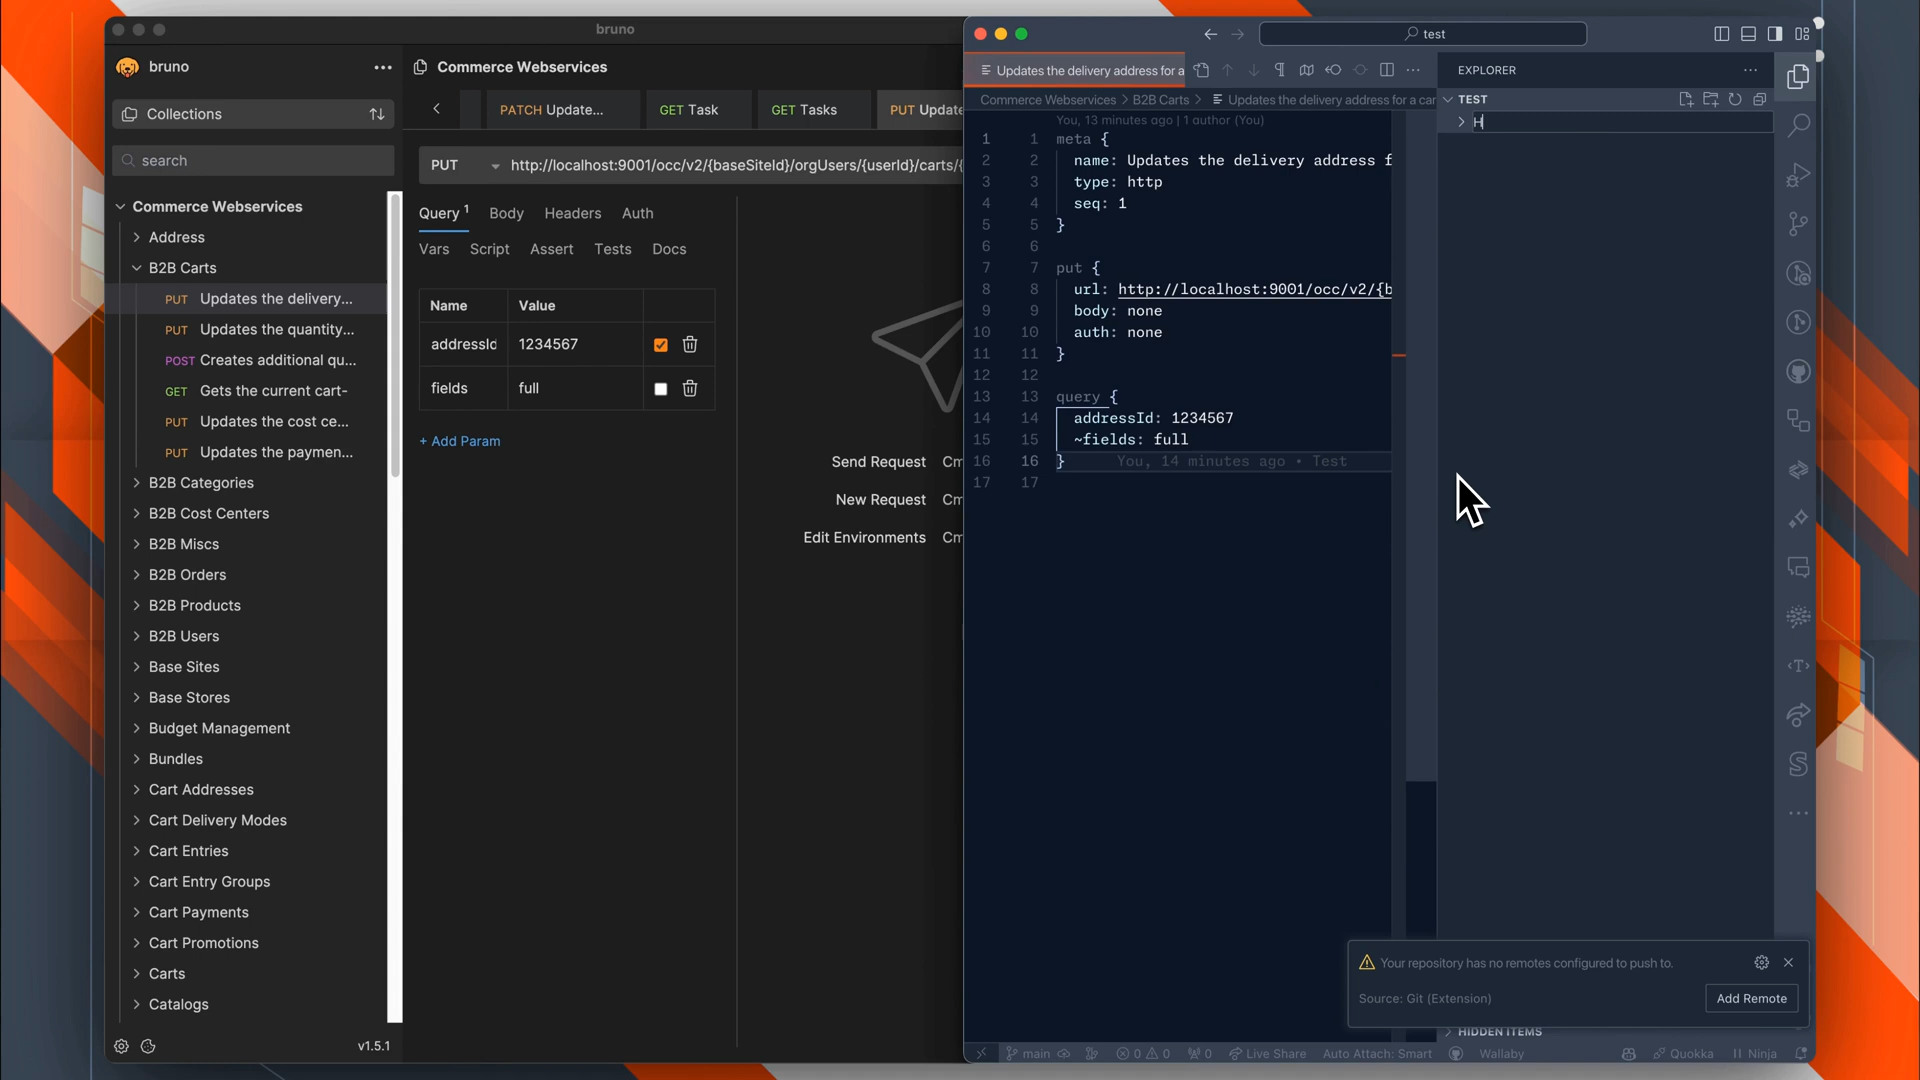 bruno
bruno
Collections
search
Commerce Webservices
Address
B2B Carts
PUT Updates the delivery...
PUT Updates the quantity...
POST Creates additional qu...
GET Gets the current cart-
PUT Updates the cost ce...
PUT Updates the paymen...
B2B Categories
B2B Cost Centers
B2B Miscs
B2B Orders
B2B Products
B2B Users
Base Sites
Base Stores
Budget Management
Bundles
Cart Addresses
Cart Delivery Modes
Cart Entries
Cart Entry Groups
Cart Payments
Cart Promotions
Carts
Catalogs
v1.5.1
Commerce Webservices
PATCH Update...
GET Task
GET Tasks
PUT Update
PUT http://localhost:9001/occ/v2/{baseSiteId}/orgUsers/{userId}/carts/{
Query 1 Body Headers Auth
Vars Script Assert Tests Docs
Name Value
addressId 1234567
fields full
+ Add Param
Send Request Cm
New Request Cm
Edit Environments Cm
test
Updates the delivery address for a
Commerce Webservices > B2B Carts > Updates the delivery address for a car
You, 13 minutes ago | 1 author (You)
1 1 meta {
2 2 name: Updates the delivery address f
3 3 type: http
4 4 seq: 1
5 5 }
6 6
7 7 put {
8 8 url: http://localhost:9001/occ/v2/{b
9 9 body: none
10 10 auth: none
11 11 }
12 12
13 13 query {
14 14 addressId: 1234567
15 15 ~fields: full
16 16 } You, 14 minutes ago • Test
17 17
EXPLORER
TEST
H
Your repository has no remotes configured to push to.
Source: Git (Extension)
Add Remote
HIDDEN ITEMS
main 0 0 0 Live Share Auto Attach: Smart Wallaby Quokka Ninja